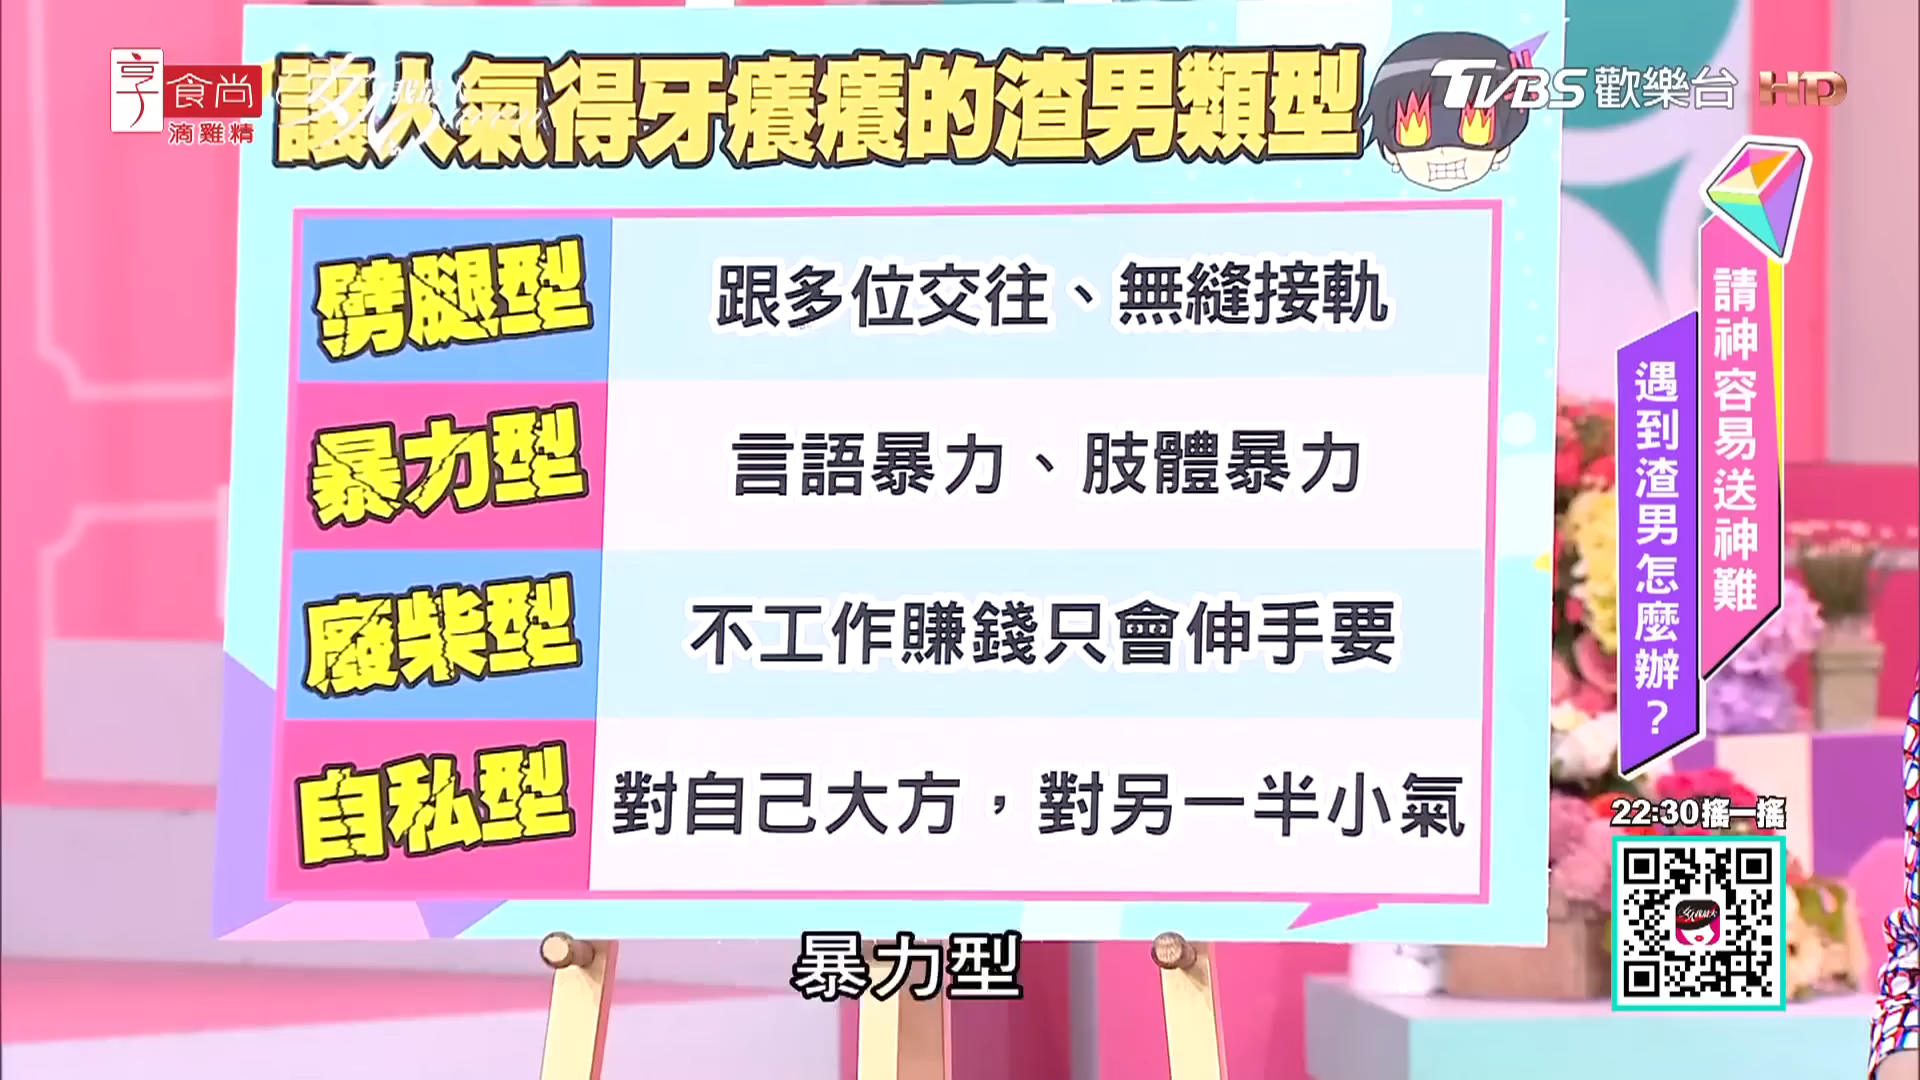 享
食尚
滴雞精
TVBS歡樂台 HD
讓人氣得牙癢癢的渣男類型
劈腿型
跟多位交往、無縫接軌
暴力型
言語暴力、肢體暴力
廢柴型
不工作賺錢只會伸手要
自私型
對自己大方，對另一半小氣
請神容易送神難
遇到渣男怎麼辦？
22:30搖一搖
暴力型